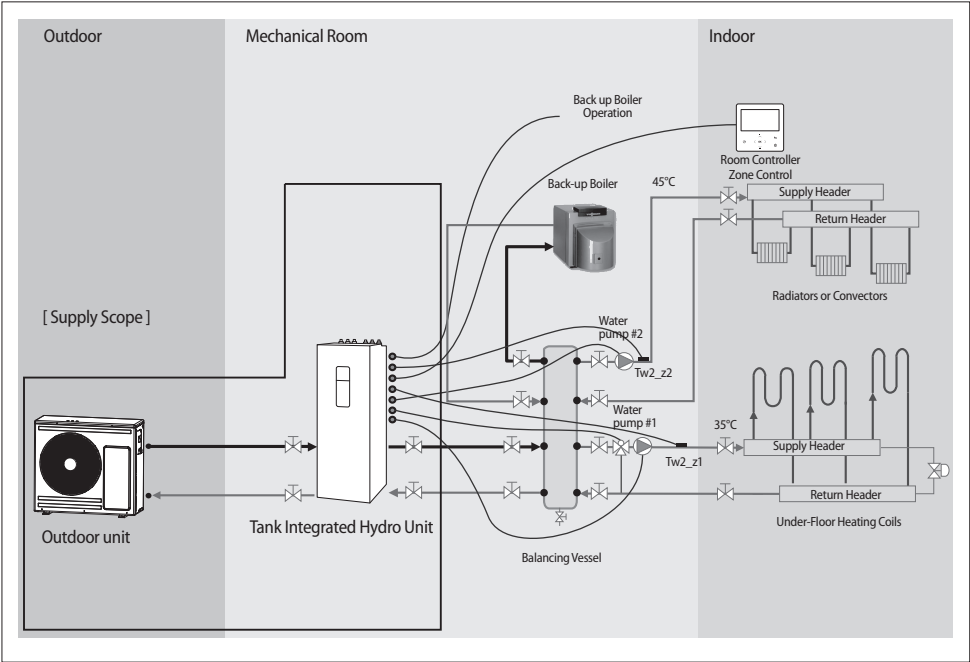 Outdoor
Mechanical Room
Indoor
Back up Boiler
Operation
Room Controller
Zone Control
Back-up Boiler
45°C
Supply Header
Return Header
Radiators or Convectors
[ Supply Scope ]
Water
pump #2
Tw2_z2
Water
pump #1
35°C
Tw2_z1
Supply Header
Return Header
Under-Floor Heating Coils
Outdoor unit
Tank Integrated Hydro Unit
Balancing Vessel